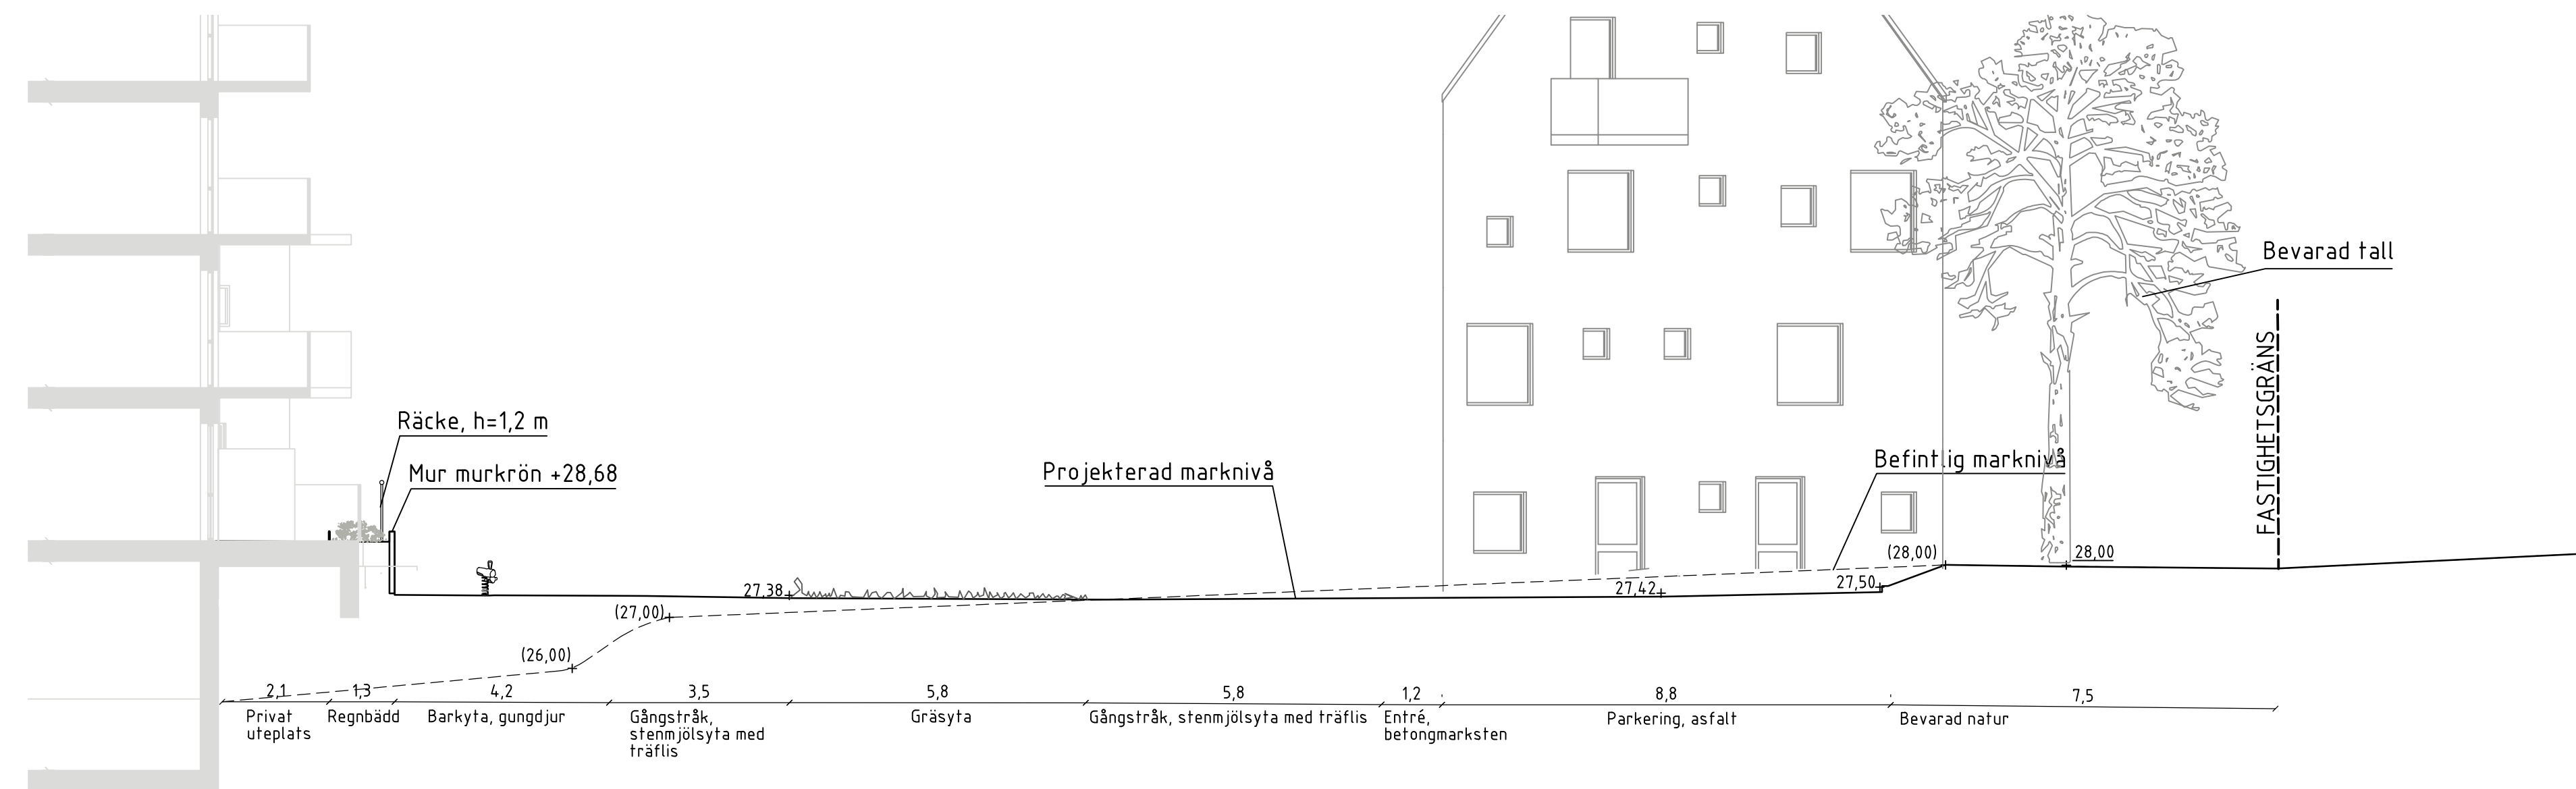 Bevarad tall
FASTIGHETSGRÄNS
Räcke, h=1,2 m
Mur murkrön +28,68
Projekterad marknivå
Befintlig marknivå
(28,00)
28,00
27,38
27,42
27,50
(27,00)
(26,00)
2,1
1,3
4,2
3,5
5,8
5,8
1,2
8,8
7,5
Privat
uteplats
Regnbädd
Barkyta, gungdjur
Gångstråk,
stenmjölsyta med
träflis
Gräsyta
Gångstråk, stenmjölsyta med träflis
Entré,
betongmarksten
Parkering, asfalt
Bevarad natur